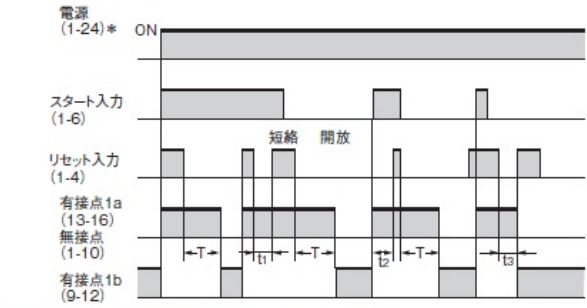 電源
(1-24)* ON
スタート入力
(1-6)
短絡 開放
リセット入力
(1-4)
有接点1a
(13-16)
無接点
(1-10)
T t1 T t2 T t3
有接点1b
(9-12)